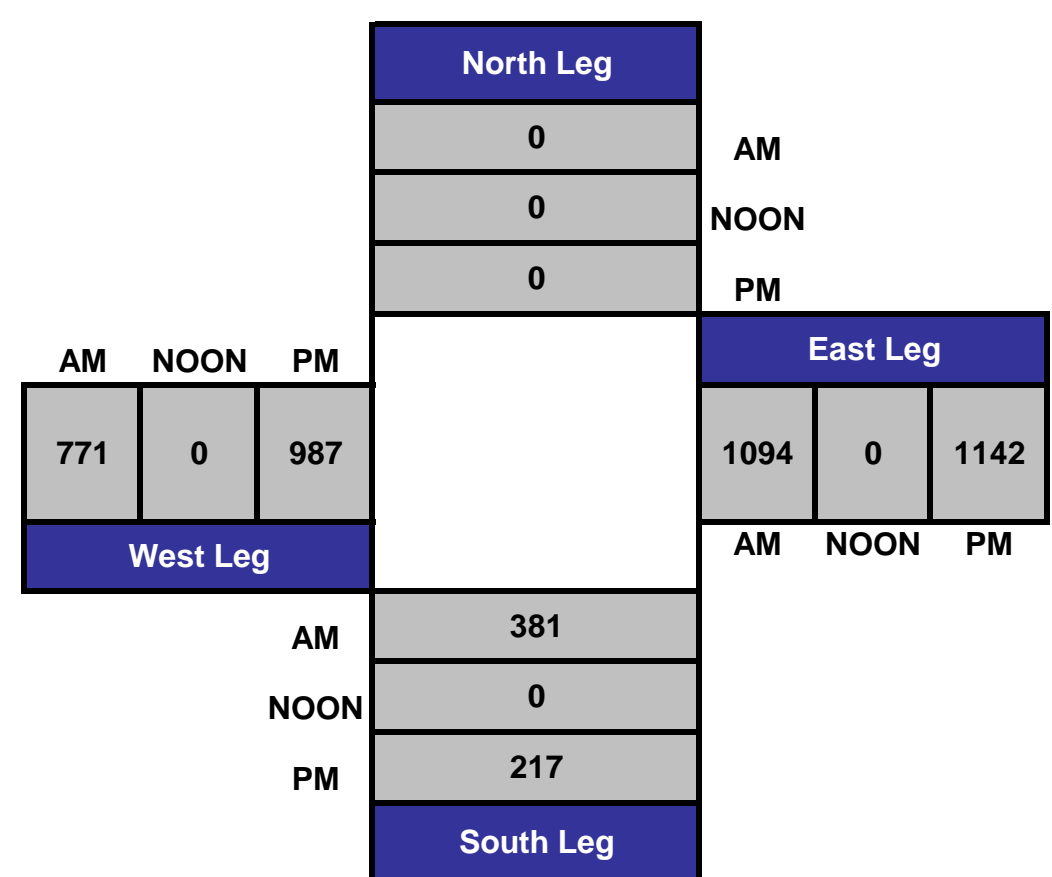 North Leg
0
AM
0
NOON
0
PM
East Leg
AM NOON PM
771 0 987
1094 0 1142
West Leg
AM NOON PM
381
AM
0
NOON
217
PM
South Leg